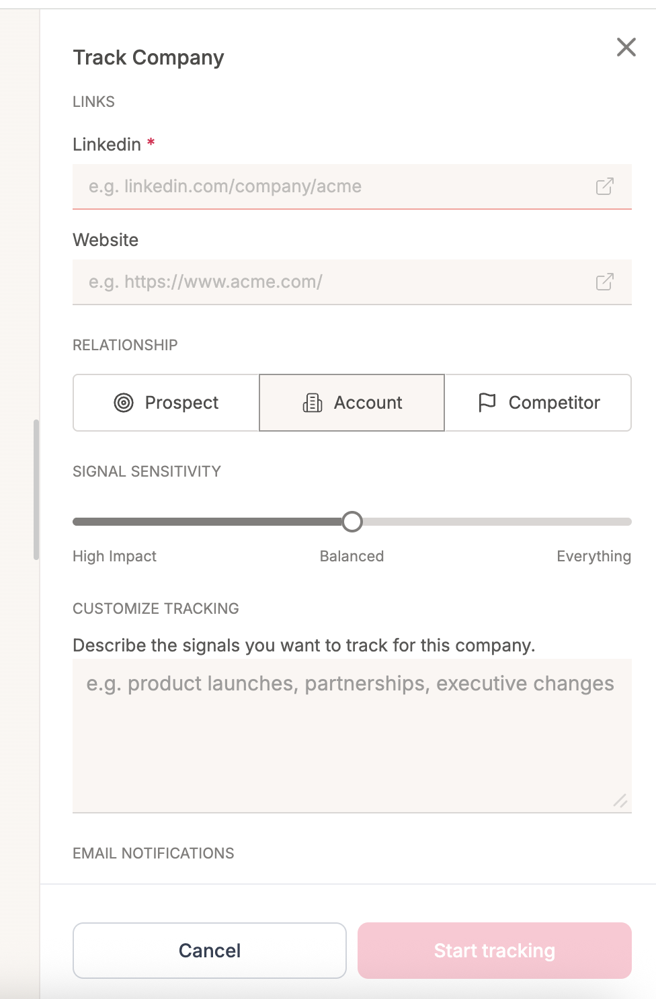 Track Company
LINKS
Linkedin *
e.g. linkedin.com/company/acme
Website
e.g. https://www.acme.com/
RELATIONSHIP
Prospect
Account
Competitor
SIGNAL SENSITIVITY
High Impact
Balanced
Everything
CUSTOMIZE TRACKING
Describe the signals you want to track for this company.
e.g. product launches, partnerships, executive changes
EMAIL NOTIFICATIONS
Cancel
Start tracking